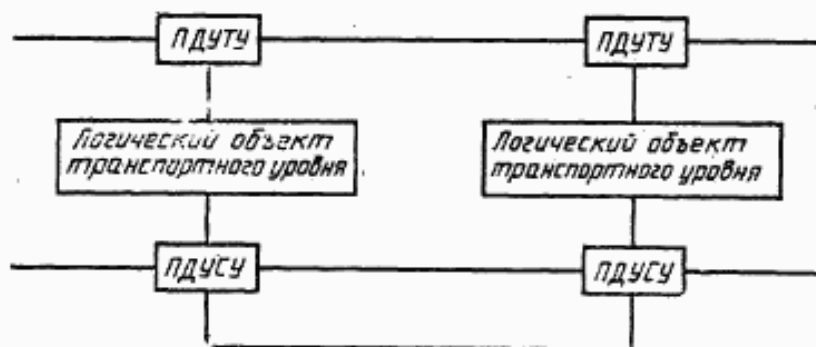 ПДУТУ
ПДУТУ
Логический объект
транспортного уровня
Логический объект
транспортного уровня
ПДУСУ
ПДУСУ